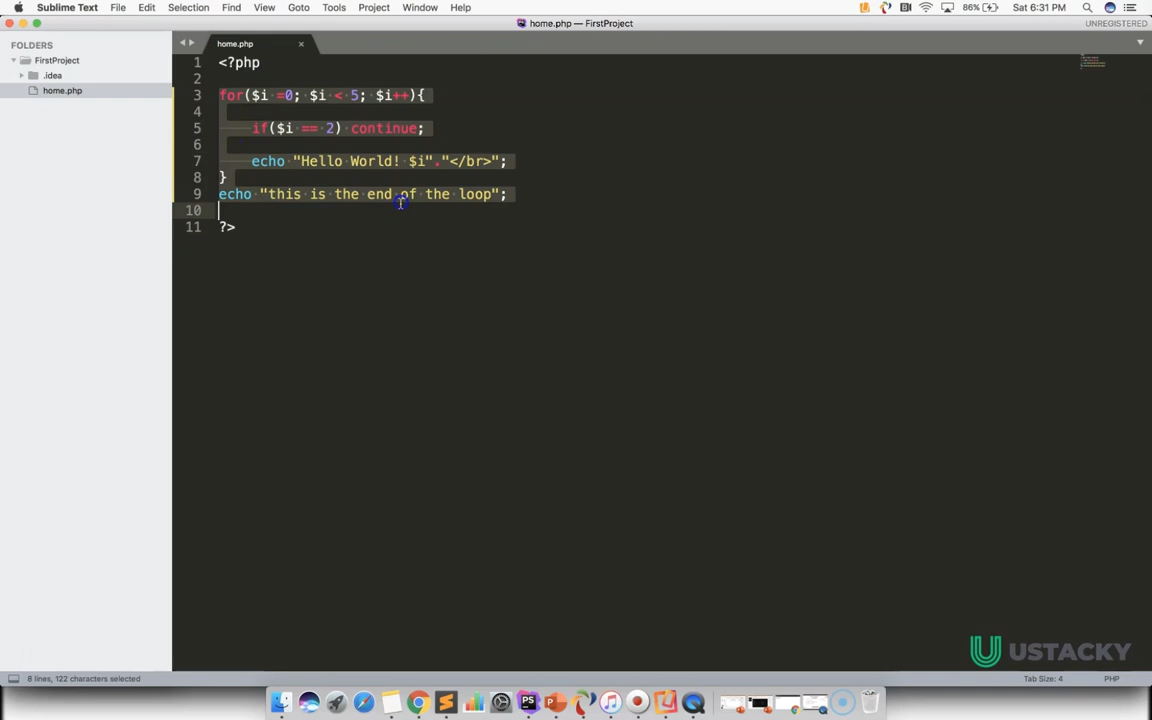 Sublime Text File Edit Selection Find Goto Tools Project Window Help 86% Sat 6:31 PM
home.php — FirstProject UNREGISTERED
FOLDERS
FirstProject
.idea
home.php
home.php
1 <?php
2
3 for($i =0; $i < 5; $i++){
4
5 if($i == 2) continue;
6
7 echo "Hello World! $i"."</br>";
8 }
9 echo "this is the end of the loop";
10
11 ?>
USTACKY
8 lines, 122 characters selected Tab Size: 4 PHP
PS